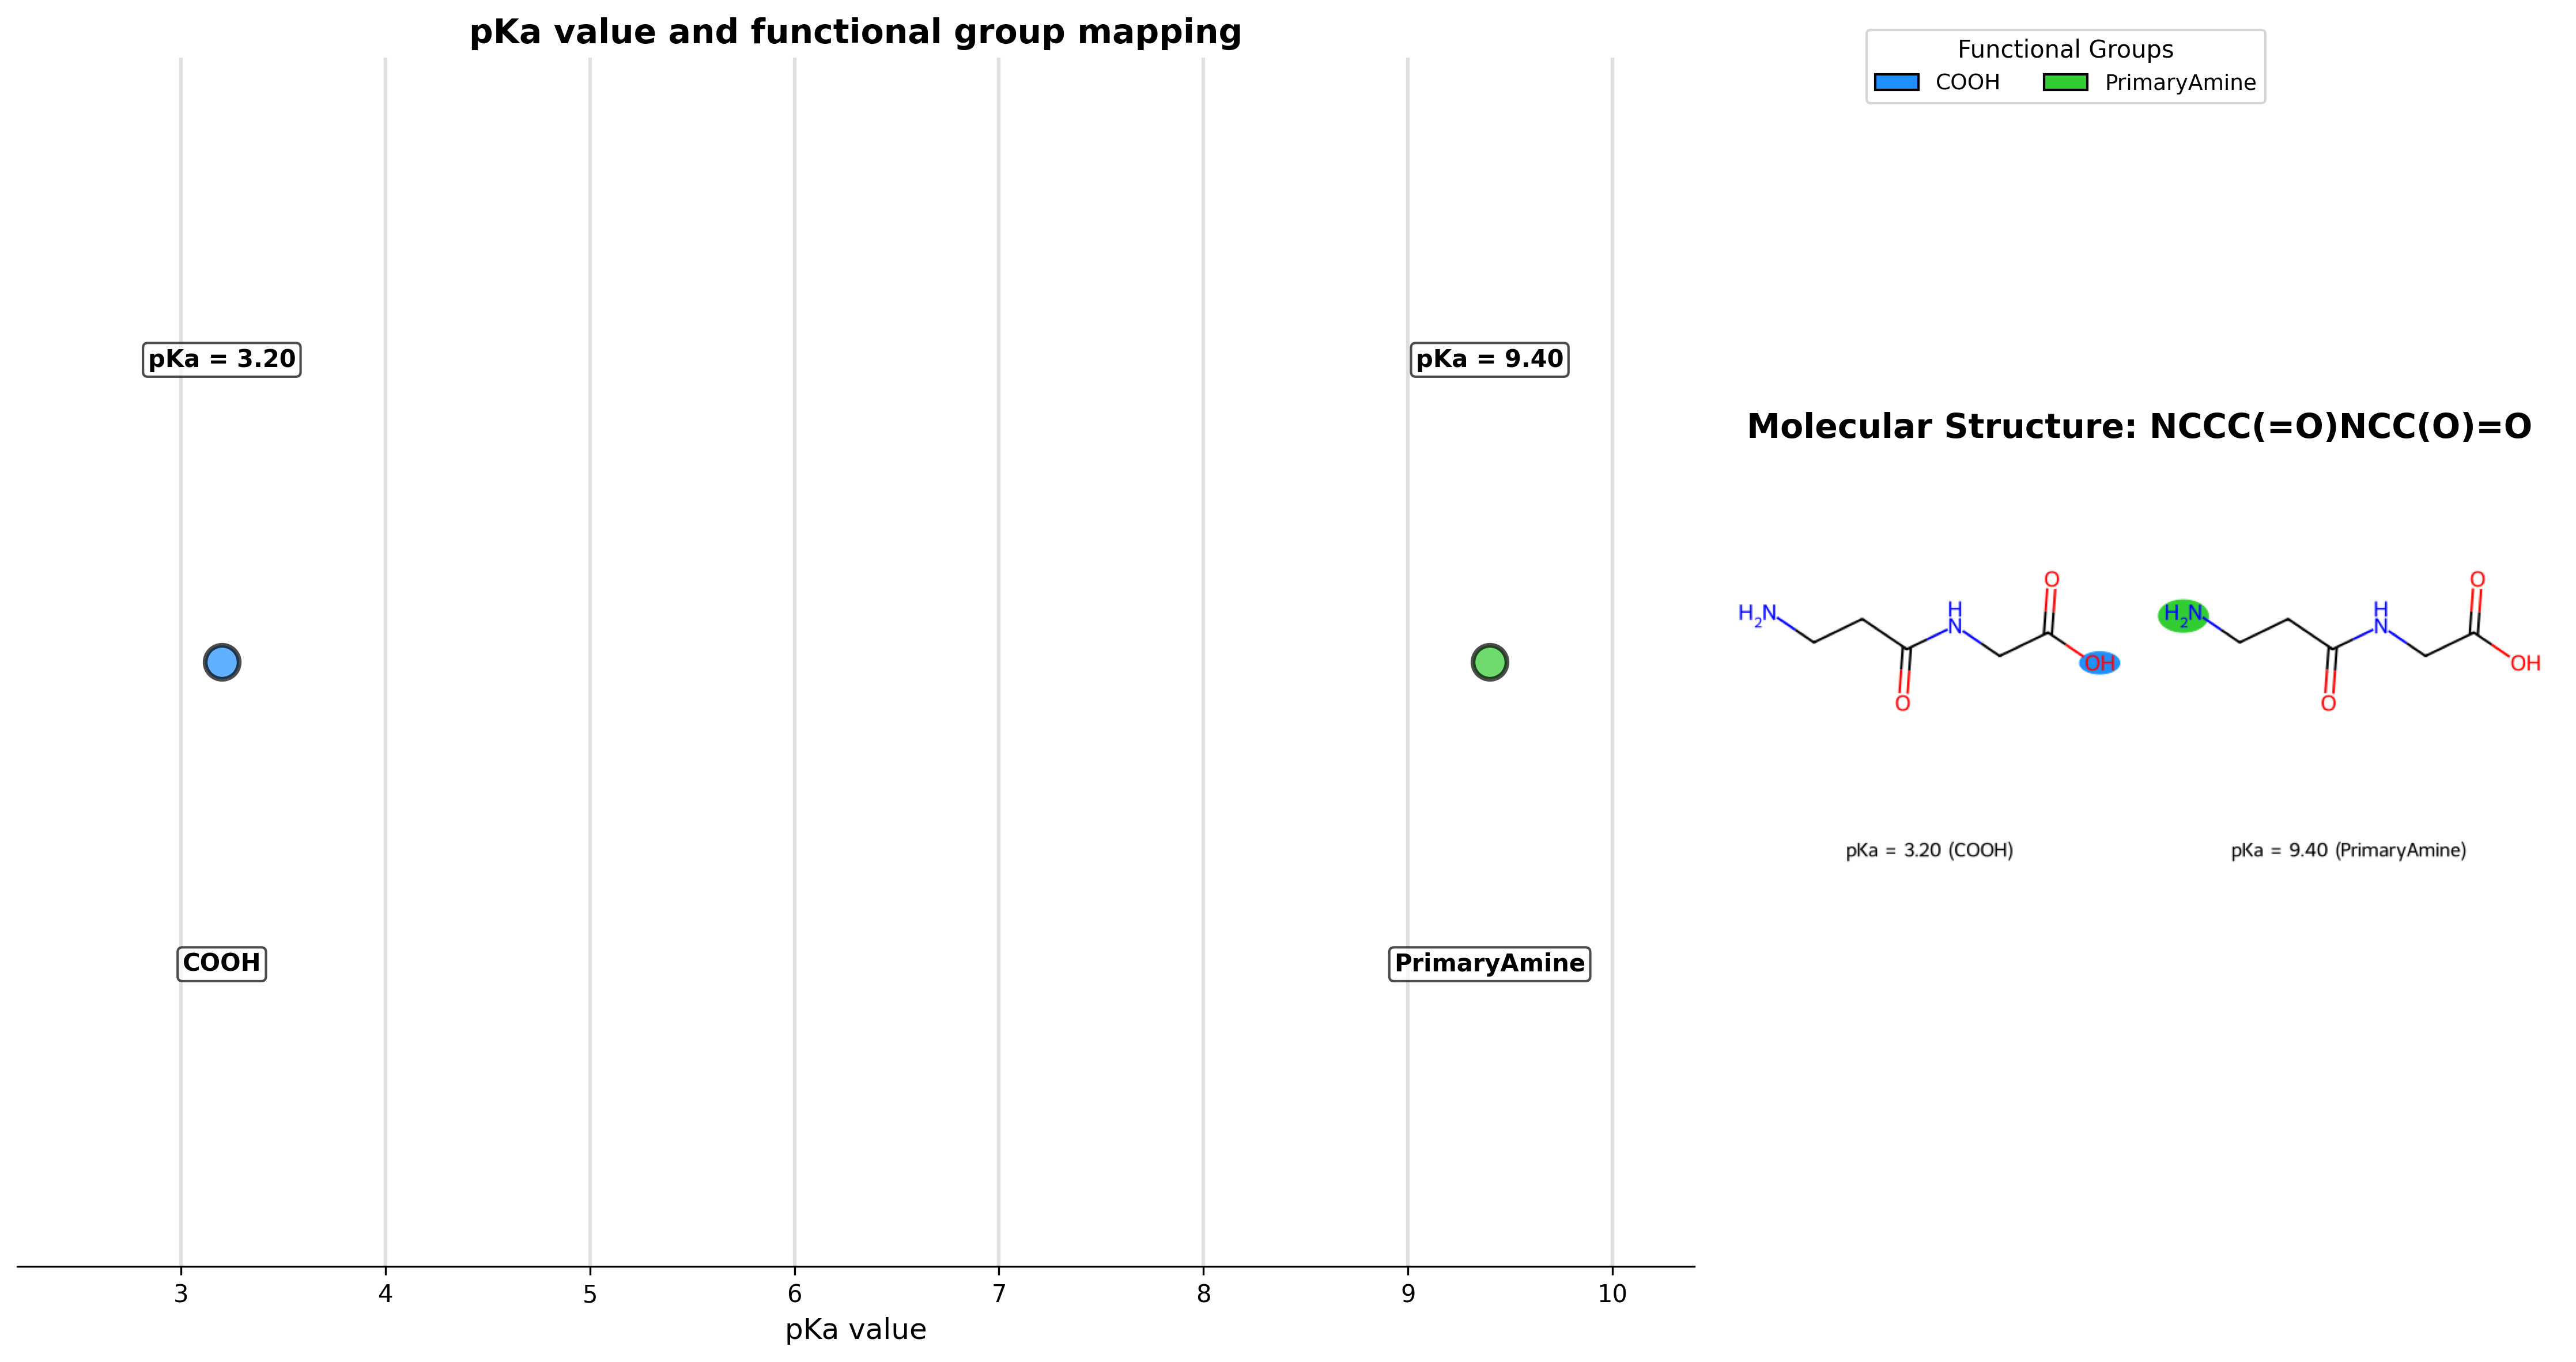 pKa value and functional group mapping
pKa = 3.20
pKa = 9.40
COOH
PrimaryAmine
3 4 5 6 7 8 9 10
pKa value
Functional Groups
COOH PrimaryAmine
Molecular Structure: NCCC(=O)NCC(O)=O
O
H₂N
H
N
OH
O
O
H₂N
H
N
OH
O
pKa = 3.20 (COOH)
pKa = 9.40 (PrimaryAmine)